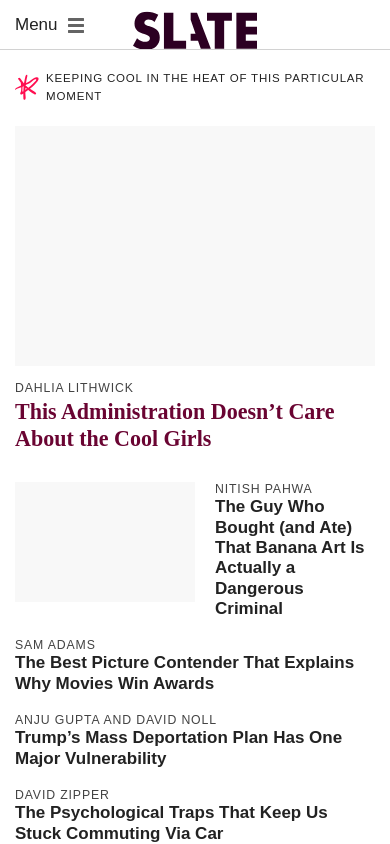 Menu
SLATE
KEEPING COOL IN THE HEAT OF THIS PARTICULAR
MOMENT
DAHLIA LITHWICK
This Administration Doesn’t Care
About the Cool Girls
NITISH PAHWA
The Guy Who
Bought (and Ate)
That Banana Art Is
Actually a
Dangerous
Criminal
SAM ADAMS
The Best Picture Contender That Explains
Why Movies Win Awards
ANJU GUPTA AND DAVID NOLL
Trump’s Mass Deportation Plan Has One
Major Vulnerability
DAVID ZIPPER
The Psychological Traps That Keep Us
Stuck Commuting Via Car